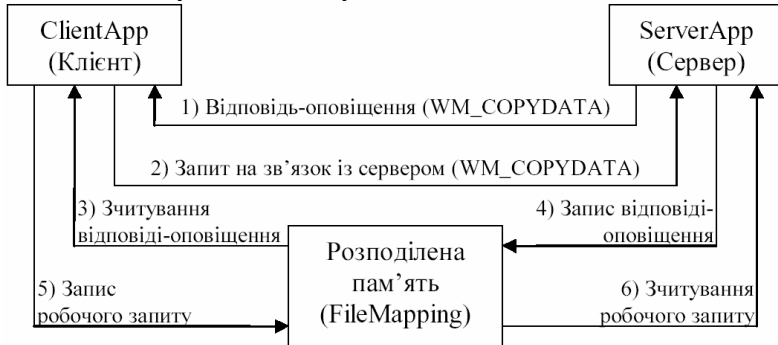 ClientApp
(Клієнт)
ServerApp
(Сервер)
1) Відповідь-оповіщення (WM_COPYDATA)
2) Запит на зв’язок із сервером (WM_COPYDATA)
3) Зчитування
відповіді-оповіщення
4) Запис відповіді-
оповіщення
Розподілена
пам’ять
(FileMapping)
5) Запис
робочого запиту
6) Зчитування
робочого запиту